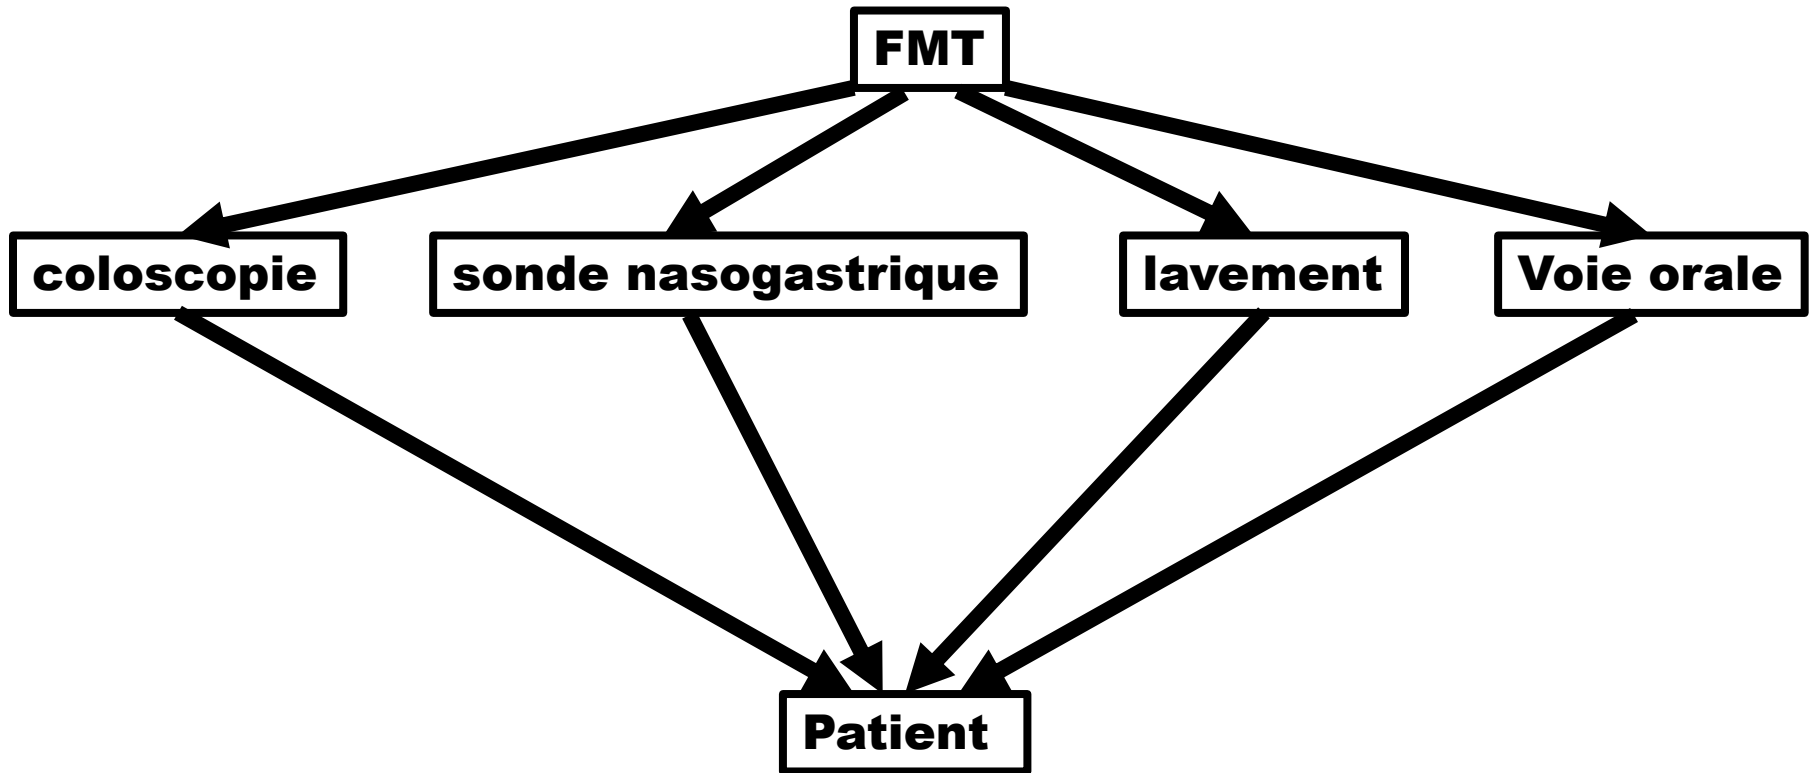 FMT
coloscopie
sonde nasogastrique
lavement
Voie orale
Patient